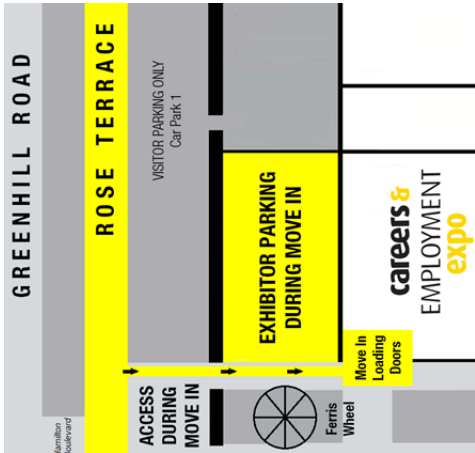 GREENHILL ROAD
ROSE TERRACE
VISITOR PARKING ONLY
Car Park 1
EXHIBITOR PARKING
DURING MOVE IN
careers &
EMPLOYMENT
expo
Move In
Loading
Doors
ACCESS
DURING
MOVE IN
Ferris
Wheel
Hamilton
Boulevard